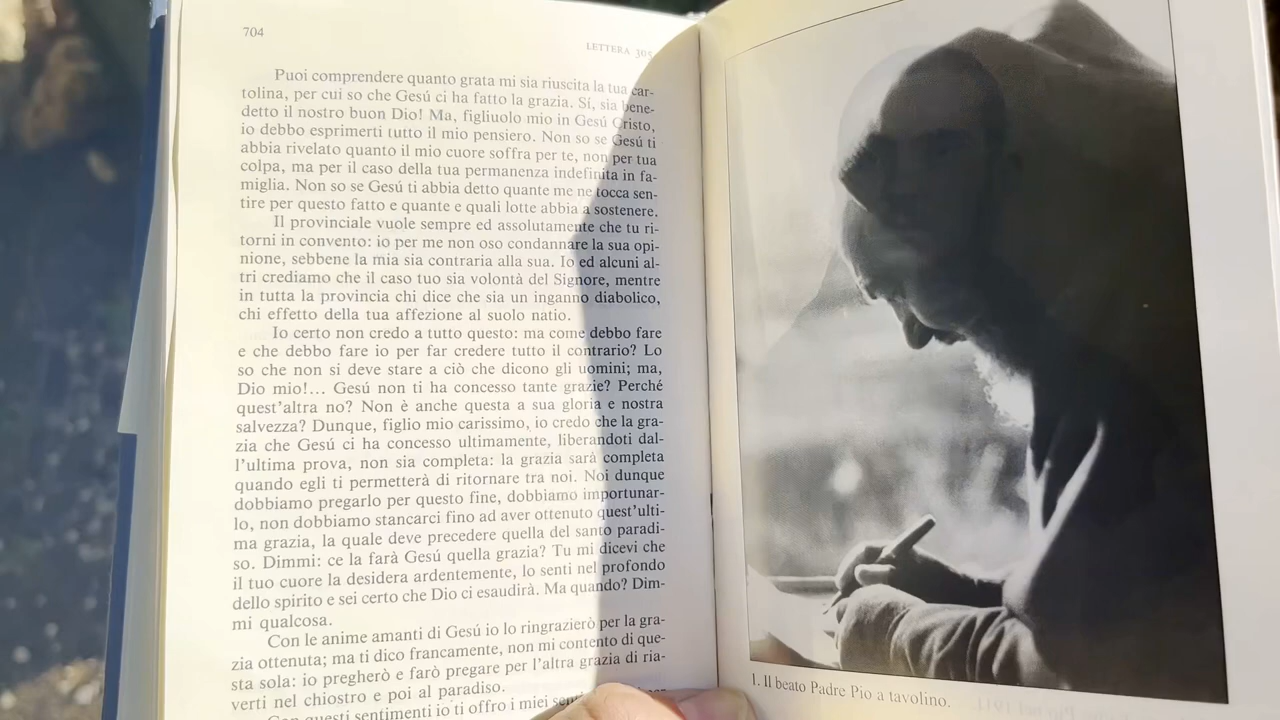 704
LETTERA 305
Puoi comprendere quanto grata mi sia riuscita la tua car-
tolina, per cui so che Gesú ci ha fatto la grazia. Sí, sia bene-
detto il nostro buon Dio! Ma, figliuolo mio in Gesú Cristo,
io debbo esprimerti tutto il mio pensiero. Non so se Gesú ti
abbia rivelato quanto il mio cuore soffra per te, non per tua
colpa, ma per il caso della tua permanenza indefinita in fa-
miglia. Non so se Gesú ti abbia detto quante me ne tocca sen-
tire per questo fatto e quante e quali lotte abbia a sostenere.
Il provinciale vuole sempre ed assolutamente che tu ri-
torni in convento: io per me non oso condannare la sua opi-
nione, sebbene la mia sia contraria alla sua. Io ed alcuni al-
tri crediamo che il caso tuo sia volontà del Signore, mentre
in tutta la provincia chi dice che sia un inganno diabolico,
chi effetto della tua affezione al suolo natio.
Io certo non credo a tutto questo: ma come debbo fare
e che debbo fare io per far credere tutto il contrario? Lo
so che non si deve stare a ciò che dicono gli uomini; ma,
Dio mio!... Gesú non ti ha concesso tante grazie? Perché
quest'altra no? Non è anche questa a sua gloria e nostra
salvezza? Dunque, figlio mio carissimo, io credo che la gra-
zia che Gesú ci ha concesso ultimamente, liberandoti dal-
l'ultima prova, non sia completa: la grazia sarà completa
quando egli ti permetterà di ritornare tra noi. Noi dunque
dobbiamo pregarlo per questo fine, dobbiamo importunar-
lo, non dobbiamo stancarci fino ad aver ottenuto quest'ulti-
ma grazia, la quale deve precedere quella del santo paradi-
so. Dimmi: ce la farà Gesú quella grazia? Tu mi dicevi che
il tuo cuore la desidera ardentemente, lo senti nel profondo
dello spirito e sei certo che Dio ci esaudirà. Ma quando? Dim-
mi qualcosa.
Con le anime amanti di Gesú io lo ringrazierò per la gra-
zia ottenuta; ma ti dico francamente, non mi contento di que-
sta sola: io pregherò e farò pregare per l'altra grazia di ria-
verti nel chiostro e poi al paradiso.
Con questi sentimenti io ti offro i miei
1. Il beato Padre Pio a tavolino.